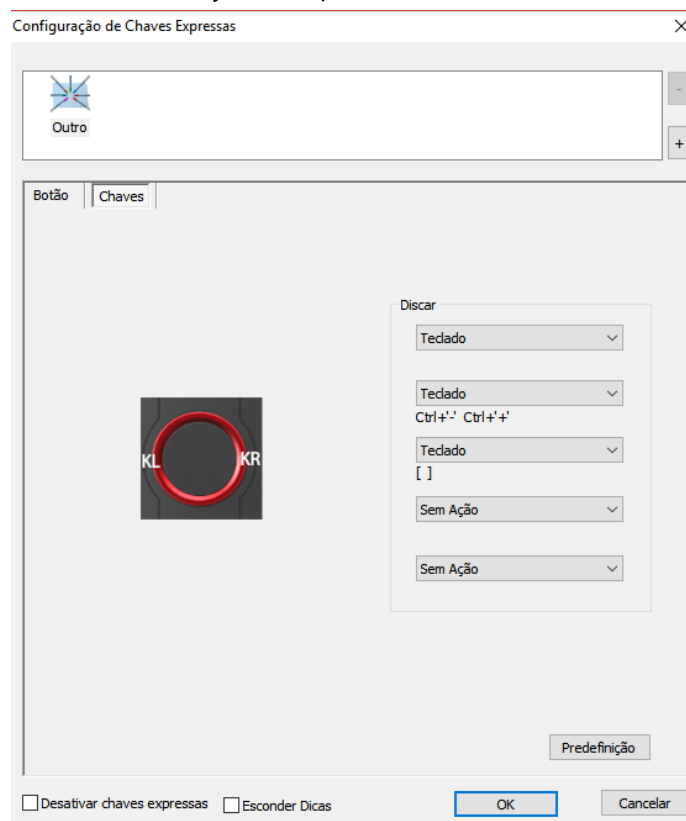 Configuração de Chaves Expressas
Outro
-
+
Botão Chaves
Discar
Teclado
Teclado
Ctrl+'-' Ctrl+'+'
KL KR
Teclado
[ ]
Sem Ação
Sem Ação
Predefinição
Desativar chaves expressas Esconder Dicas OK Cancelar